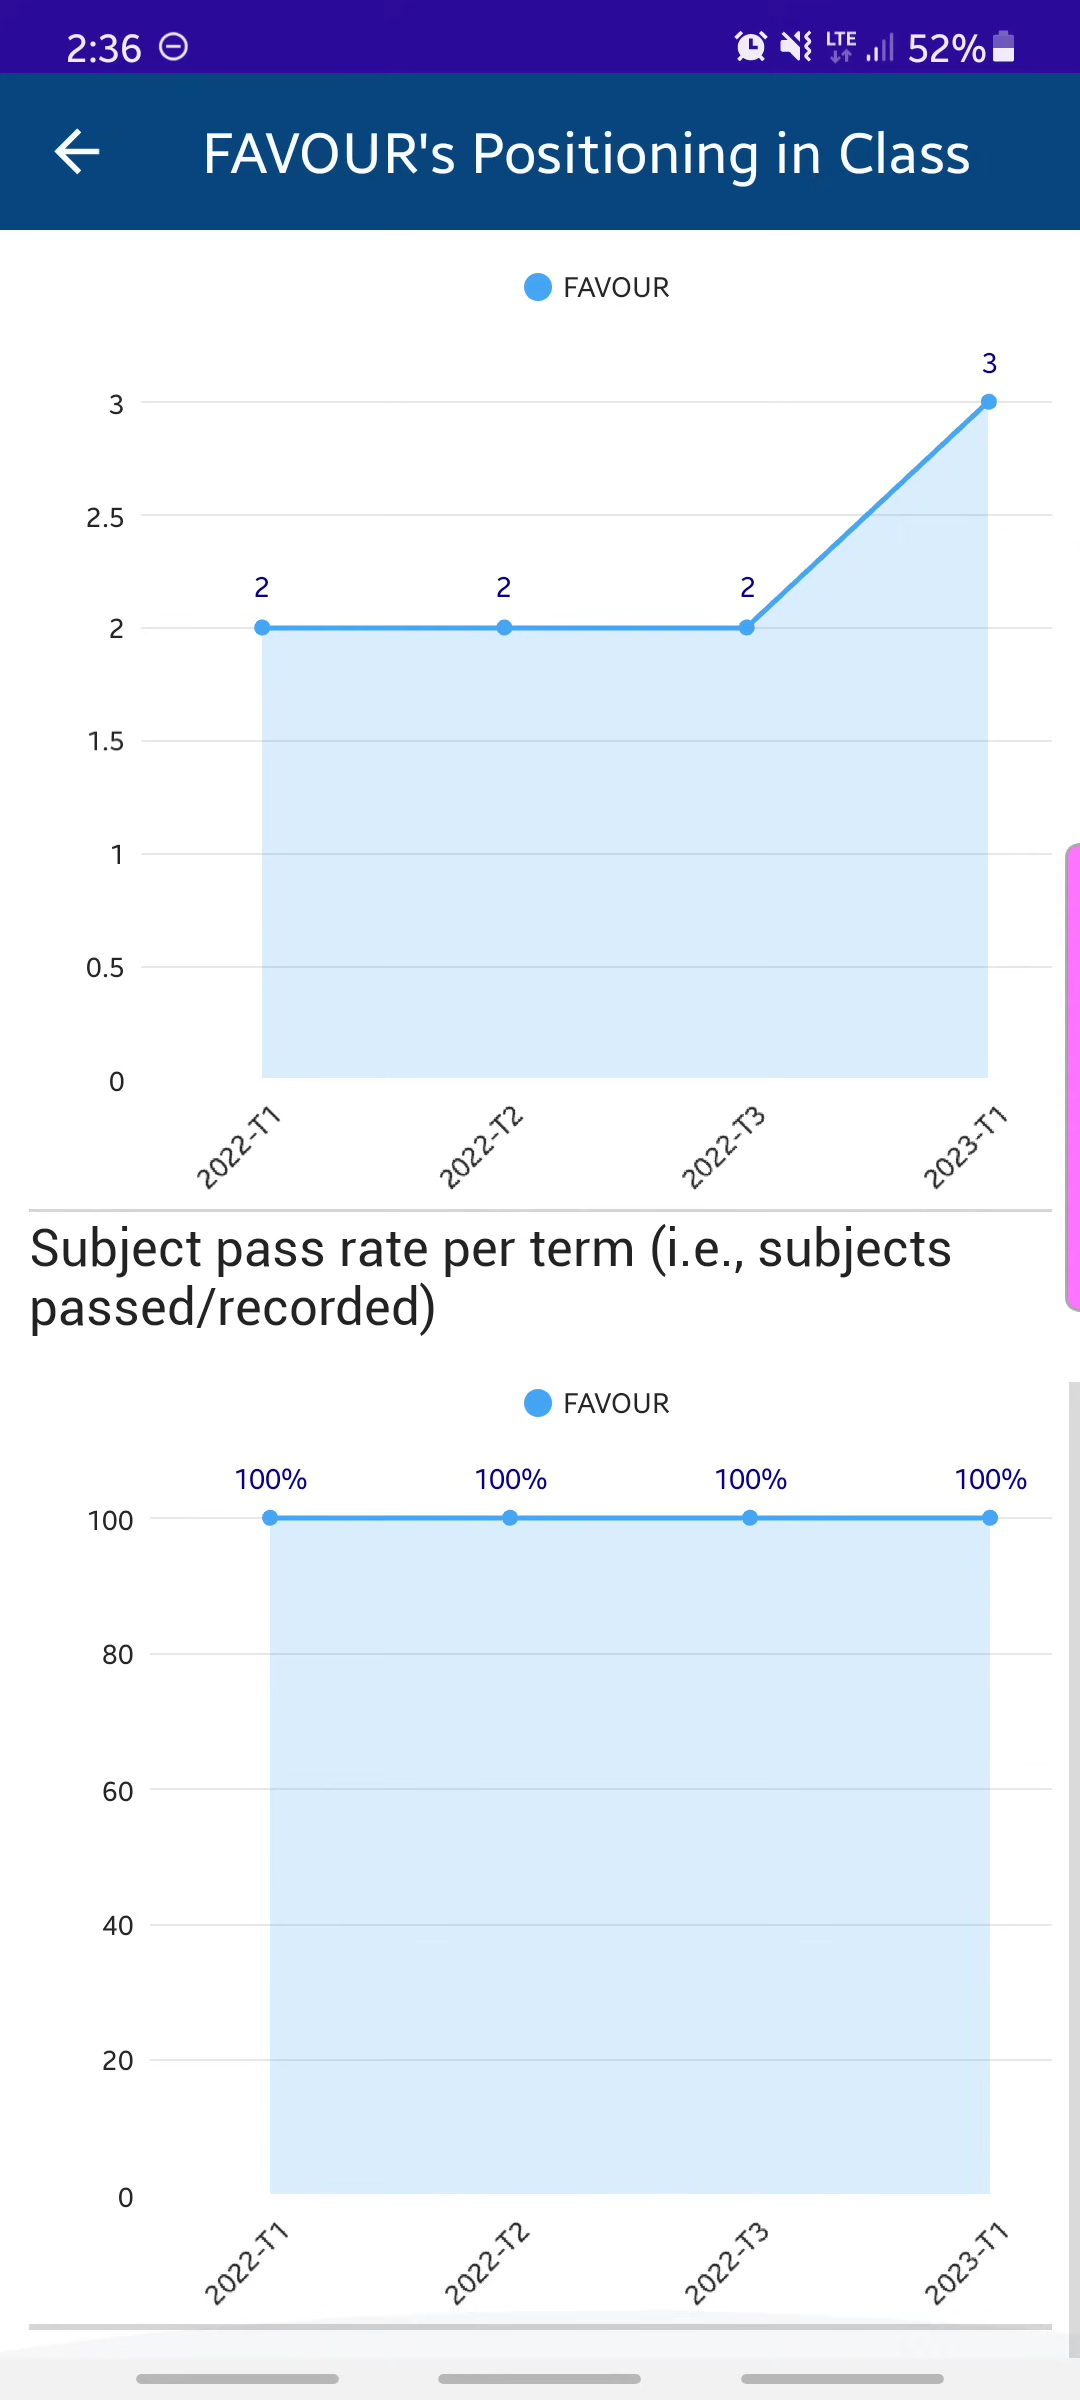 2:36 LTE 52%
FAVOUR's Positioning in Class
FAVOUR
3
3
2.5
2 2 2
2
1.5
1
0.5
0
2022-T1 2022-T2 2022-T3 2023-T1
Subject pass rate per term (i.e., subjects
passed/recorded)
FAVOUR
100% 100% 100% 100%
100
80
60
40
20
0
2022-T1 2022-T2 2022-T3 2023-T1